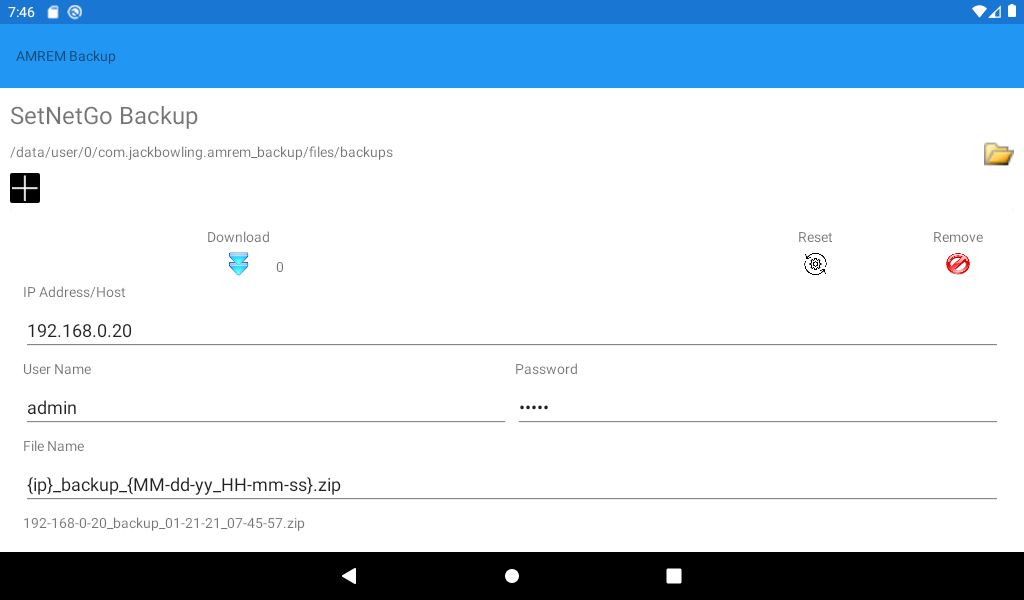 7:46
AMREM Backup
SetNetGo Backup
/data/user/0/com.jackbowling.amrem_backup/files/backups
Download Reset Remove
0
IP Address/Host
192.168.0.20
User Name Password
admin •••••
File Name
{ip}_backup_{MM-dd-yy_HH-mm-ss}.zip
192-168-0-20_backup_01-21-21_07-45-57.zip